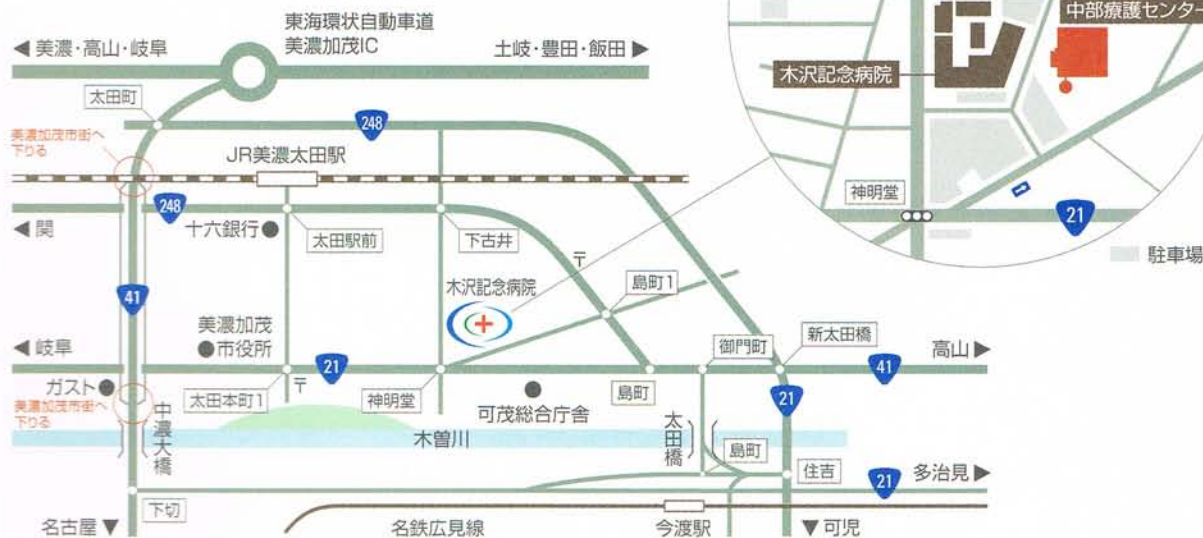 東海環状自動車道
美濃加茂IC
◀美濃・高山・岐阜
土岐・豊田・飯田▶
中部療護センター
木沢記念病院
太田町
美濃加茂市街へ
下りる
248
JR美濃太田駅
神明堂
21
駐車場
248
◀関
十六銀行
太田駅前
下古井
〒
島町1
木沢記念病院
41
美濃加茂
市役所
◀岐阜
21
御門町
新太田橋
高山▶
41
ガスト
美濃加茂市街へ
下りる
太田本町1
〒
神明堂
可茂総合庁舎
島町
21
中濃大橋
木曽川
太田橋
島町
住吉
多治見▶
21
下切
名古屋▼
名鉄広見線
今渡駅
▼可児